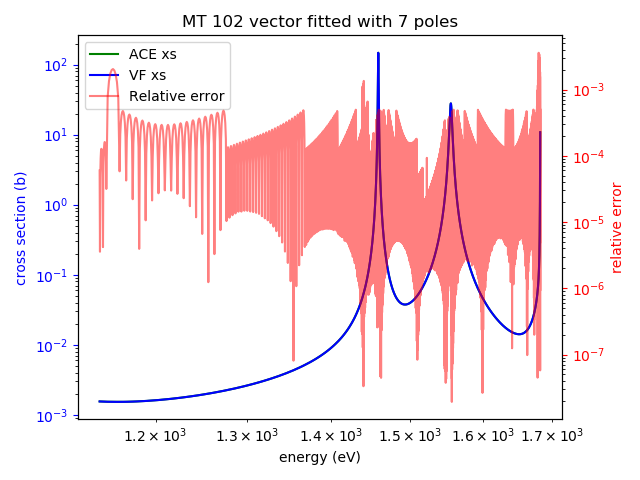 MT 102 vector fitted with 7 poles
ACE xs
VF xs
Relative error
cross section (b)
10²
10¹
10⁰
10⁻¹
10⁻²
10⁻³
10⁻³
10⁻⁴
10⁻⁵
10⁻⁶
10⁻⁷
relative error
1.2 × 10³ 1.3 × 10³ 1.4 × 10³ 1.5 × 10³ 1.6 × 10³ 1.7 × 10³
energy (eV)